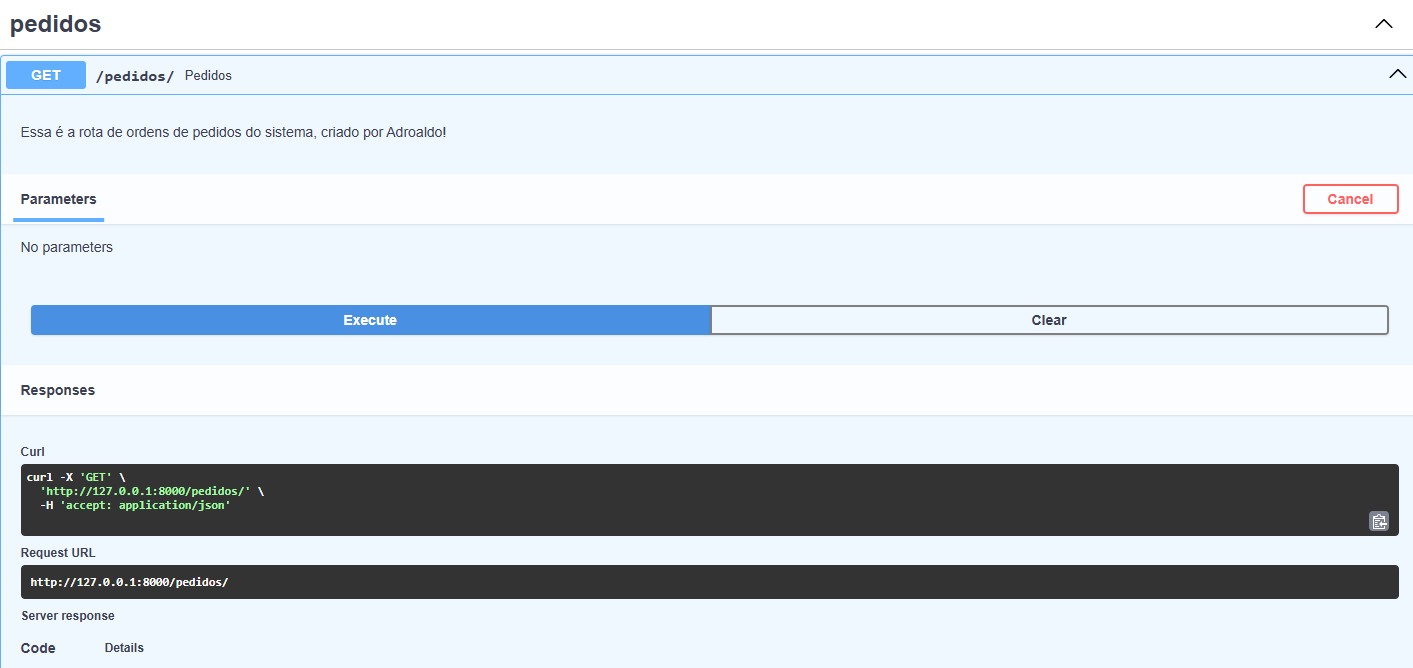 pedidos
GET /pedidos/ Pedidos
Essa é a rota de ordens de pedidos do sistema, criado por Adroaldo!
Parameters Cancel
No parameters
Execute Clear
Responses
Curl
curl -X 'GET' \
  'http://127.0.0.1:8000/pedidos/' \
  -H 'accept: application/json'
Request URL
http://127.0.0.1:8000/pedidos/
Server response
Code Details